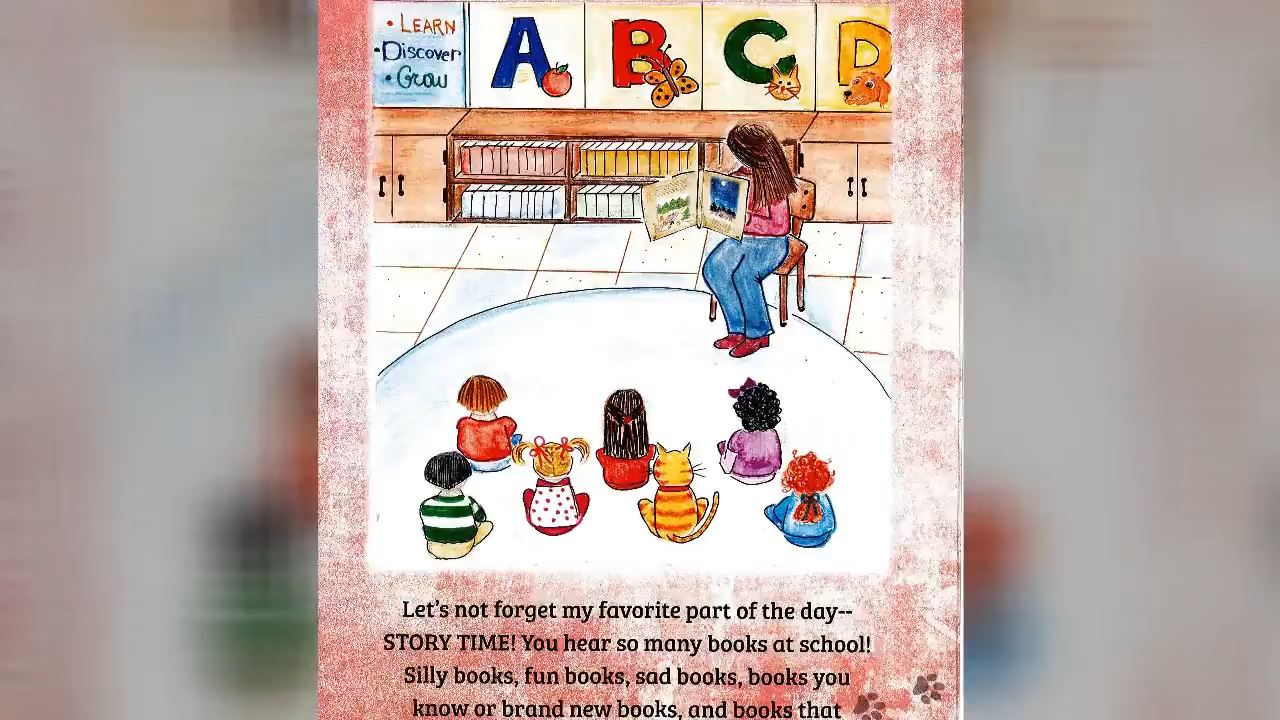 • LEARN
• Discover
• Grow
A
B
C
D
Let's not forget my favorite part of the day--
STORY TIME! You hear so many books at school!
Silly books, fun books, sad books, books you
know or brand new books, and books that